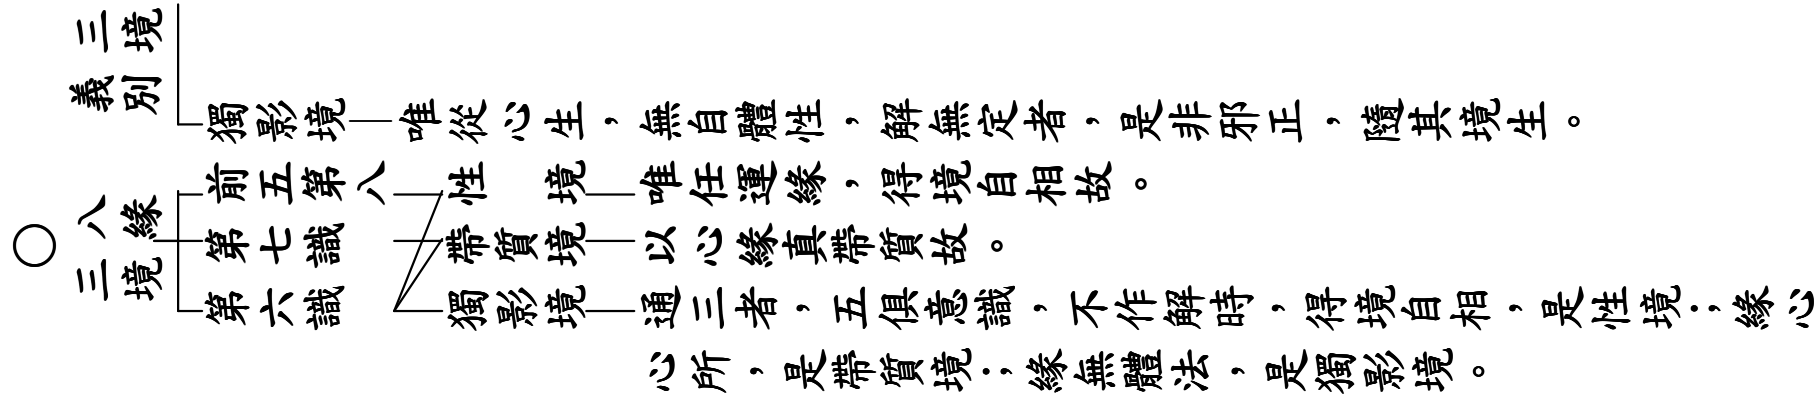 三境
義別
獨影境—唯從心生，無自體性，解無定者，是非邪正，隨其境生。
○
八緣
三境
前五第八—性　境—唯任運緣，得境自相故。
第七識—帶質境—以心緣真帶質故。
第六識—獨影境—通三者，五俱意識，不作解時，得境自相，是性境；緣心
心所，是帶質境；緣無體法，是獨影境。